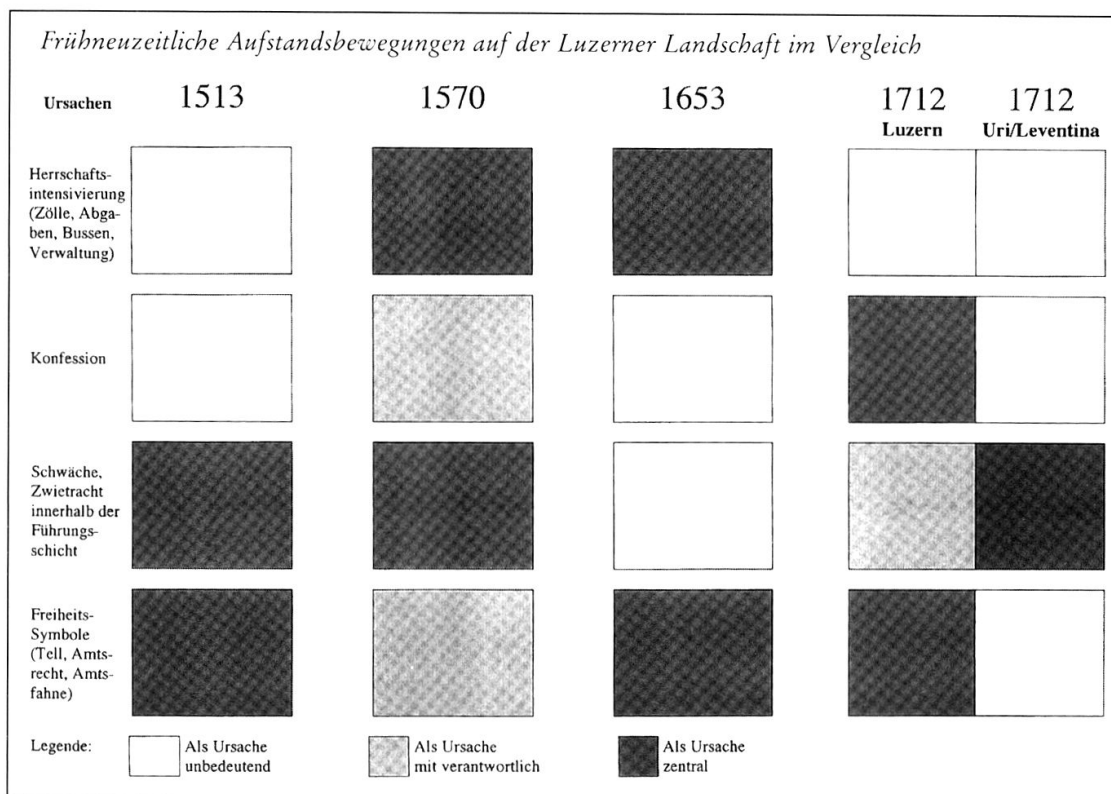 Frühneuzeitliche Aufstandsbewegungen auf der Luzerner Landschaft im Vergleich
Ursachen 1513 1570 1653 1712 1712
Luzern Uri/Leventina
Herrschafts-
intensivierung
(Zölle, Abga-
ben, Bussen,
Verwaltung)
Konfession
Schwäche,
Zwietracht
innerhalb der
Führungs-
schicht
Freiheits-
Symbole
(Tell, Amts-
recht, Amts-
fahne)
Legende:
Als Ursache
unbedeutend
Als Ursache
mit verantwortlich
Als Ursache
zentral